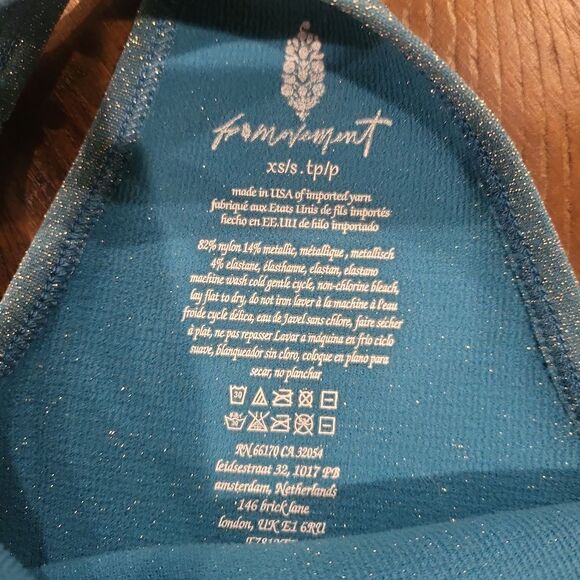 movement
xs/s . tp/p
made in USA of imported yarn
fabriqué aux Etats Unis de fils importés
hecho en EE.UU de hilo importado
82% nylon 14% metallic, métallique , metallisch
4% elastane, élasthanne, elastan, elastano
machine wash cold gentle cycle, non-chlorine bleach,
lay flat to dry, do not iron laver à la machine à l'eau
froide cycle délica, eau de Javel sans chlore, faire sécher
à plat, ne pas repasser Lavar a máquina en frío ciclo
suave, blanqueador sin cloro, coloque en plano para
secar, no planchar.
30
RN 66170 CA 32054
leidsestraat 32, 1017 PB
amsterdam, Netherlands
146 brick lane
london, UK E1 6RU